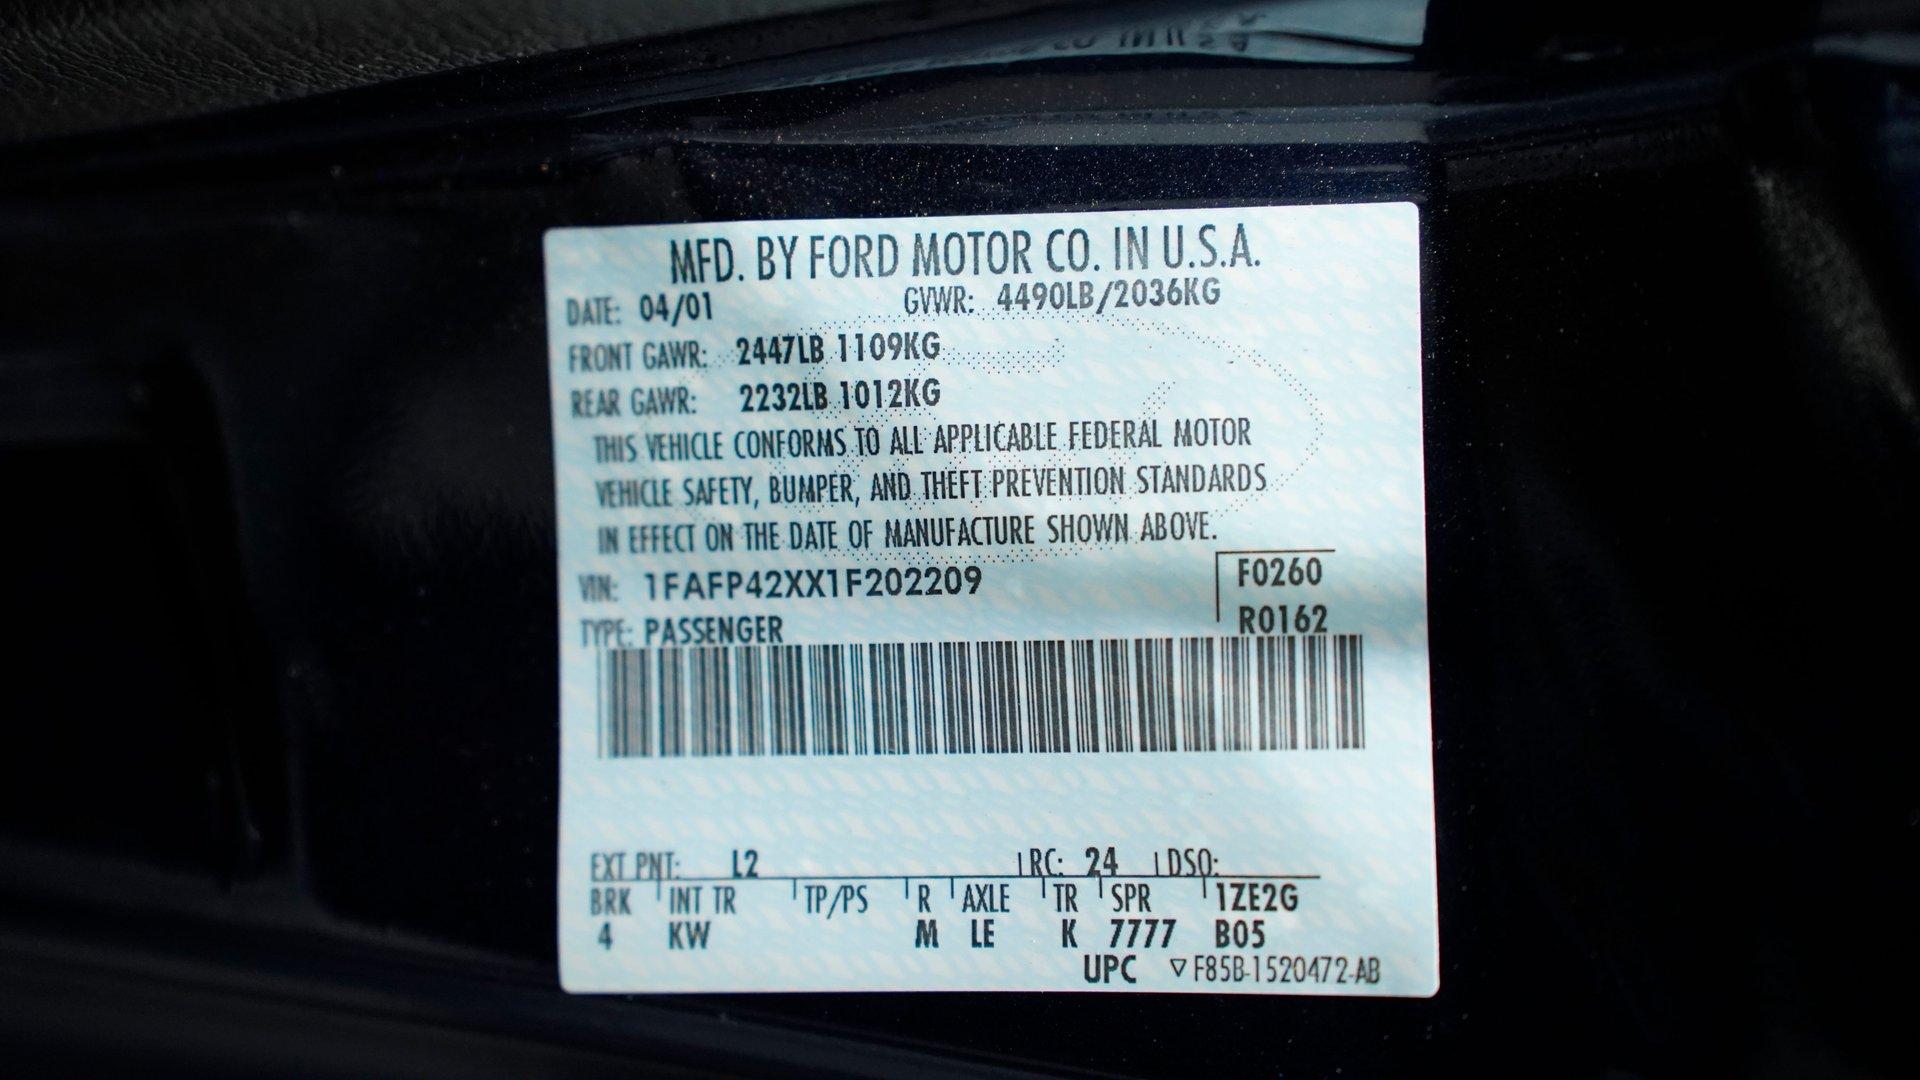 MFD. BY FORD MOTOR CO. IN U.S.A.
DATE: 04/01 GVWR: 4490LB/2036KG
FRONT GAWR: 2447LB 1109KG
REAR GAWR: 2232LB 1012KG
THIS VEHICLE CONFORMS TO ALL APPLICABLE FEDERAL MOTOR
VEHICLE SAFETY, BUMPER, AND THEFT PREVENTION STANDARDS
IN EFFECT ON THE DATE OF MANUFACTURE SHOWN ABOVE.
VIN: 1FAFP42XX1F202209 F0260
TYPE: PASSENGER R0162
EXT PNT: L2 RC: 24 DSO:
BRK INT TR TP/PS R AXLE TR SPR 1ZE2G
4 KW M LE K 7777 B05
UPC ▽F85B-1520472-AB